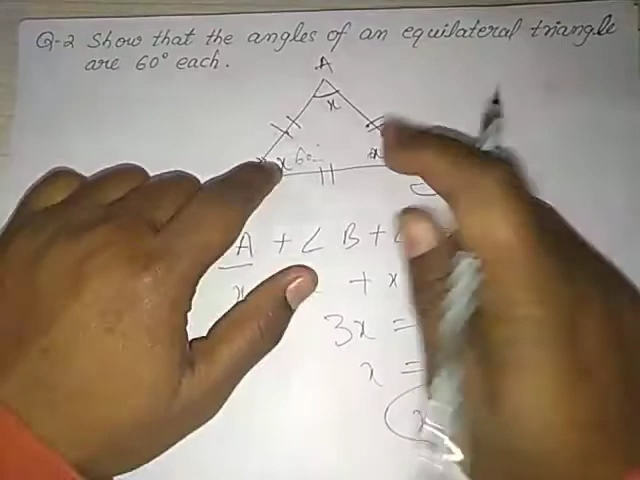 Q-2 Show that the angles of an equilateral triangle
are 60° each.
A
x
x 60° x
A + ∠ B + ∠
x + x
3x =
x =
x